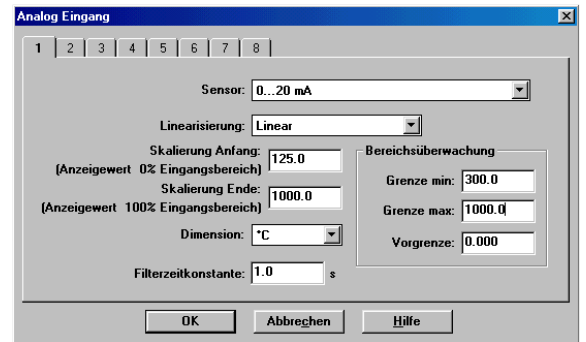 Analog Eingang
1 2 3 4 5 6 7 8
Sensor: 0...20 mA
Linearisierung: Linear
Skalierung Anfang: 125.0
(Anzeigewert 0% Eingangsbereich)
Skalierung Ende: 1000.0
(Anzeigewert 100% Eingangsbereich)
Dimension: °C
Filterzeitkonstante: 1.0 s
Bereichsüberwachung
Grenze min: 300.0
Grenze max: 1000.0
Vorgrenze: 0.000
OK Abbrechen Hilfe